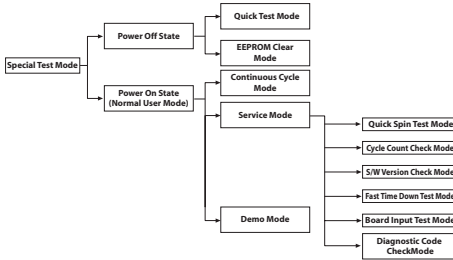 Special Test Mode
Power Off State
Quick Test Mode
EEPROM Clear
Mode
Power On State
(Normal User Mode)
Continuous Cycle
Mode
Service Mode
Quick Spin Test Mode
Cycle Count Check Mode
S/W Version Check Mode
Fast Time Down Test Mode
Board Input Test Mode
Diagnostic Code
CheckMode
Demo Mode